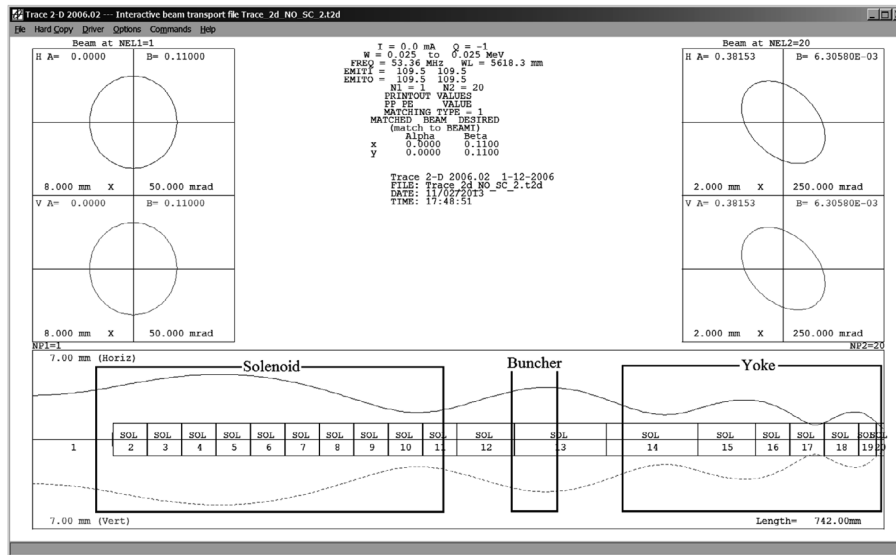 Trace 2-D 2006.02 --- Interactive beam transport file Trace_2d_NO_SC_2.t2d
File Hard Copy Driver Options Commands Help
Beam at NEL1=1
H A= 0.0000 B= 0.11000
8.000 mm X 50.000 mrad
V A= 0.0000 B= 0.11000
8.000 mm X 50.000 mrad
NP1=1
I = 0.0 mA Q = -1
W = 0.025 to 0.025 MeV
FREQ = 53.36 MHz WL = 5618.3 mm
EMITI = 109.5 109.5
EMITO = 109.5 109.5
N1 = 1 N2 = 20
PRINTOUT VALUES
PP PE VALUE
MATCHING TYPE = 1
MATCHED BEAM DESIRED
(match to BEAMI)
Alpha Beta
x 0.0000 0.1100
y 0.0000 0.1100
Trace 2-D 2006.02 1-12-2006
FILE: Trace_2d_NO_SC_2.t2d
DATE: 11/02/2013
TIME: 17:48:51
Beam at NEL2=20
H A= 0.38153 B= 6.30580E-03
2.000 mm X 250.000 mrad
V A= 0.38153 B= 6.30580E-03
2.000 mm X 250.000 mrad
NP2=20
7.00 mm (Horiz)
Solenoid Buncher Yoke
SOL SOL SOL SOL SOL SOL SOL SOL SOL SOL SOL SOL SOL SOL SOL SOL SOL SOL SOL
1 2 3 4 5 6 7 8 9 10 11 12 13 14 15 16 17 18 19 20
7.00 mm (Vert)
Length= 742.00mm